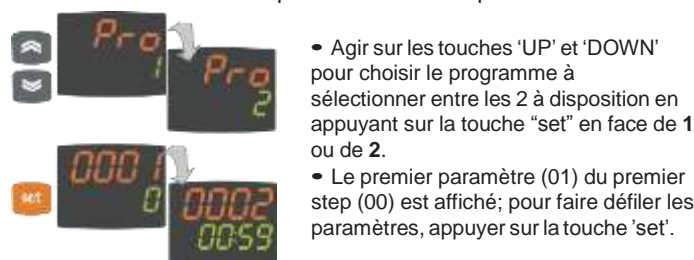 Pro
1
Pro
2
• Agir sur les touches ‘UP’ et ‘DOWN’
pour choisir le programme à
sélectionner entre les 2 à disposition en
appuyant sur la touche “set” en face de 1
ou de 2.
0001
0
set
0002
00:59
• Le premier paramètre (01) du premier
step (00) est affiché; pour faire défiler les
paramètres, appuyer sur la touche ’set’.